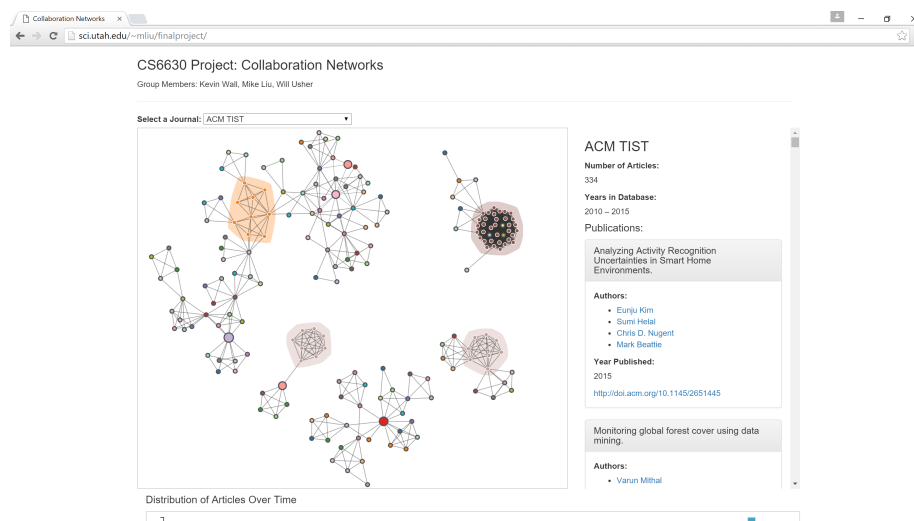 Collaboration Networks
sci.utah.edu/~mliu/finalproject/
CS6630 Project: Collaboration Networks
Group Members: Kevin Wall, Mike Liu, Will Usher
Select a Journal: ACM TIST
ACM TIST
Number of Articles:
334
Years in Database:
2010 – 2015
Publications:
Analyzing Activity Recognition
Uncertainties in Smart Home
Environments.
Authors:
Eunju Kim
Sumi Helal
Chris D. Nugent
Mark Beattie
Year Published:
2015
http://doi.acm.org/10.1145/2651445
Monitoring global forest cover using data
mining.
Authors:
Varun Mithal
Distribution of Articles Over Time